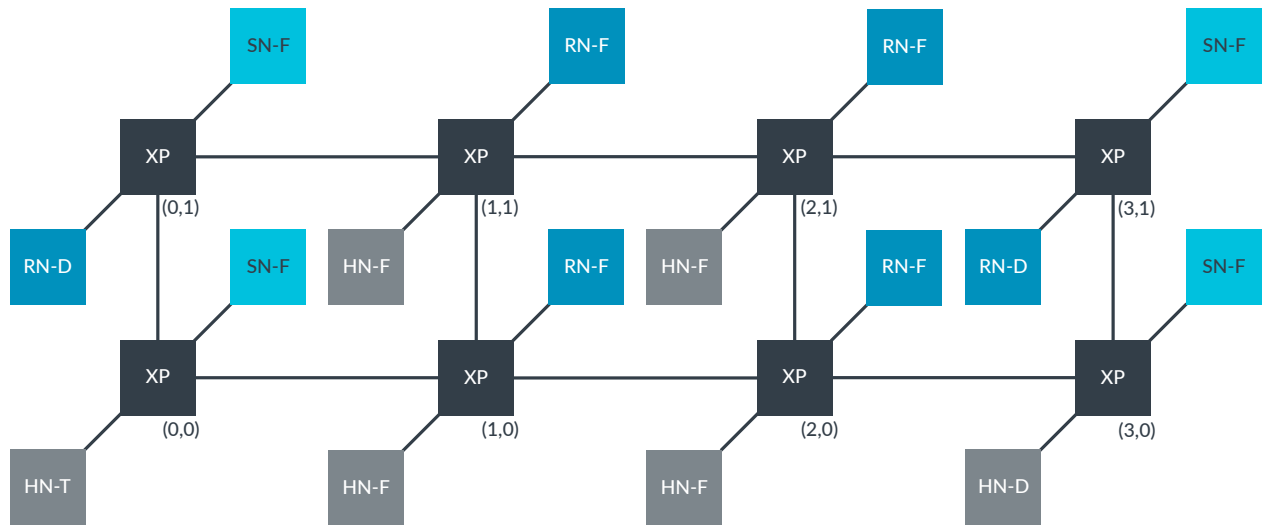 SN-F
RN-F
RN-F
SN-F
XP
XP
XP
XP
(0,1)
(1,1)
(2,1)
(3,1)
RN-D
SN-F
HN-F
RN-F
HN-F
RN-F
RN-D
SN-F
XP
XP
XP
XP
(0,0)
(1,0)
(2,0)
(3,0)
HN-T
HN-F
HN-F
HN-D